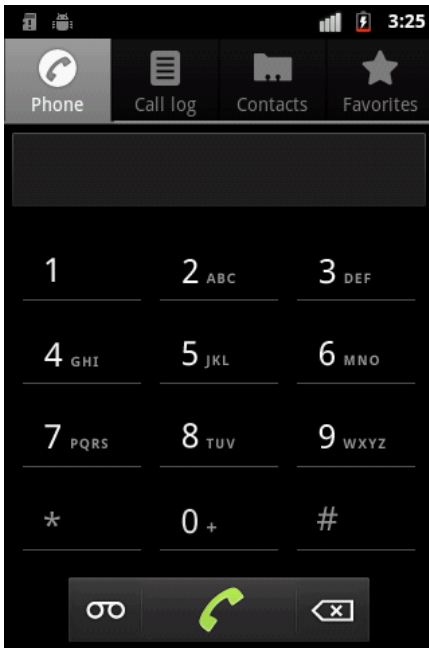 3:25
Phone Call log Contacts Favorites
1 2 ABC 3 DEF
4 GHI 5 JKL 6 MNO
7 PQRS 8 TUV 9 WXYZ
* 0 + #